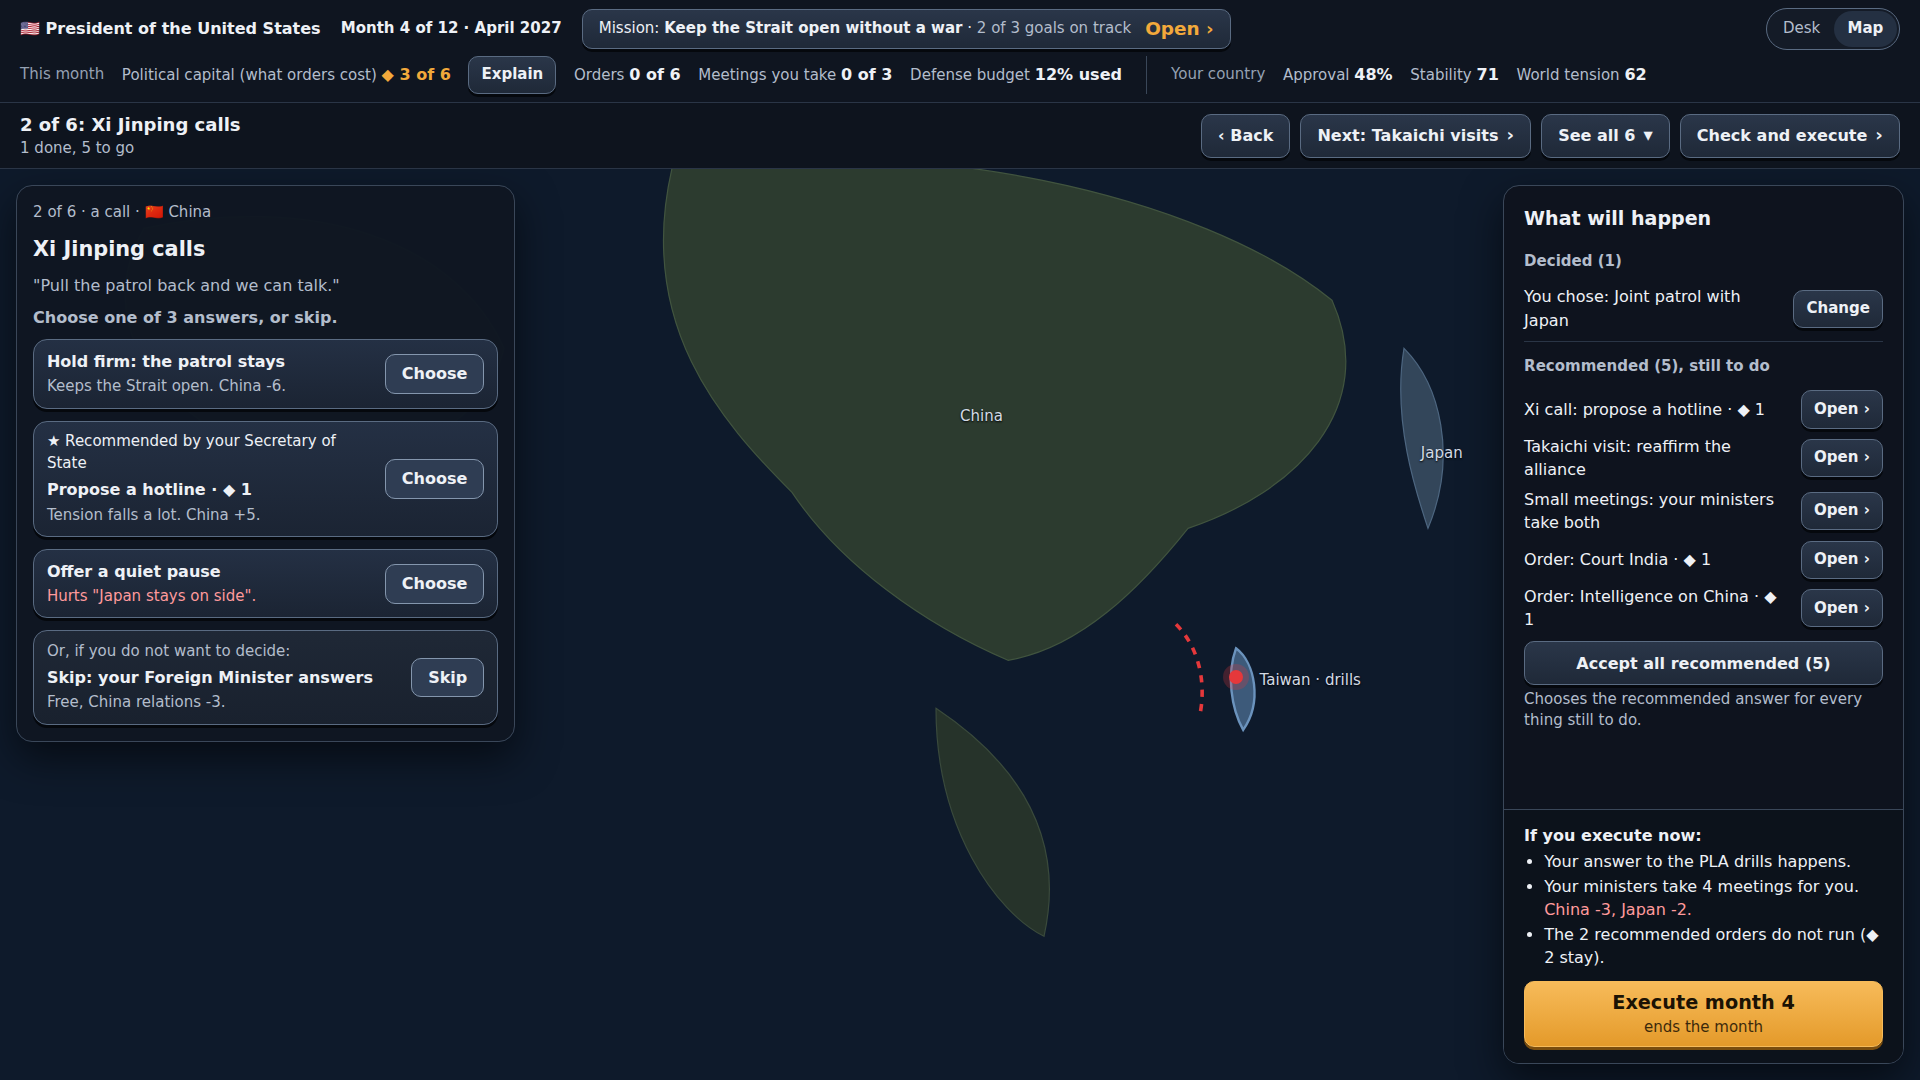 🇺🇸 President of the United States
Month 4 of 12 · April 2027
Mission: Keep the Strait open without a war · 2 of 3 goals on track Open ›
Desk Map
This month Political capital (what orders cost) ◆ 3 of 6 Explain Orders 0 of 6 Meetings you take 0 of 3 Defense budget 12% used Your country Approval 48% Stability 71 World tension 62
2 of 6: Xi Jinping calls
1 done, 5 to go
‹ Back
Next: Takaichi visits ›
See all 6 ▼
Check and execute ›
2 of 6 · a call · 🇨🇳 China
Xi Jinping calls
"Pull the patrol back and we can talk."
Choose one of 3 answers, or skip.
Hold firm: the patrol stays
Keeps the Strait open. China -6.
Choose
★ Recommended by your Secretary of
State
Propose a hotline · ◆ 1
Tension falls a lot. China +5.
Choose
Offer a quiet pause
Hurts "Japan stays on side".
Choose
Or, if you do not want to decide:
Skip: your Foreign Minister answers
Free, China relations -3.
Skip
China
Japan
Taiwan · drills
What will happen
Decided (1)
You chose: Joint patrol with
Japan
Change
Recommended (5), still to do
Xi call: propose a hotline · ◆ 1
Open ›
Takaichi visit: reaffirm the
alliance
Open ›
Small meetings: your ministers
take both
Open ›
Order: Court India · ◆ 1
Open ›
Order: Intelligence on China · ◆
1
Open ›
Accept all recommended (5)
Chooses the recommended answer for every
thing still to do.
If you execute now:
• Your answer to the PLA drills happens.
• Your ministers take 4 meetings for you.
China -3, Japan -2.
• The 2 recommended orders do not run (◆
2 stay).
Execute month 4
ends the month